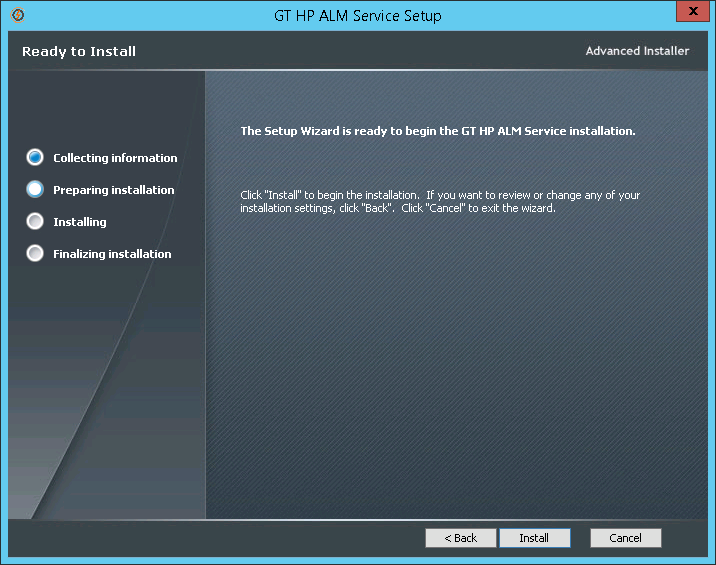 GT HP ALM Service Setup
X
Ready to Install
Advanced Installer
The Setup Wizard is ready to begin the GT HP ALM Service installation.
Collecting information
Preparing installation
Click "Install" to begin the installation.  If you want to review or change any of your
installation settings, click "Back".  Click "Cancel" to exit the wizard.
Installing
Finalizing installation
< Back
Install
Cancel